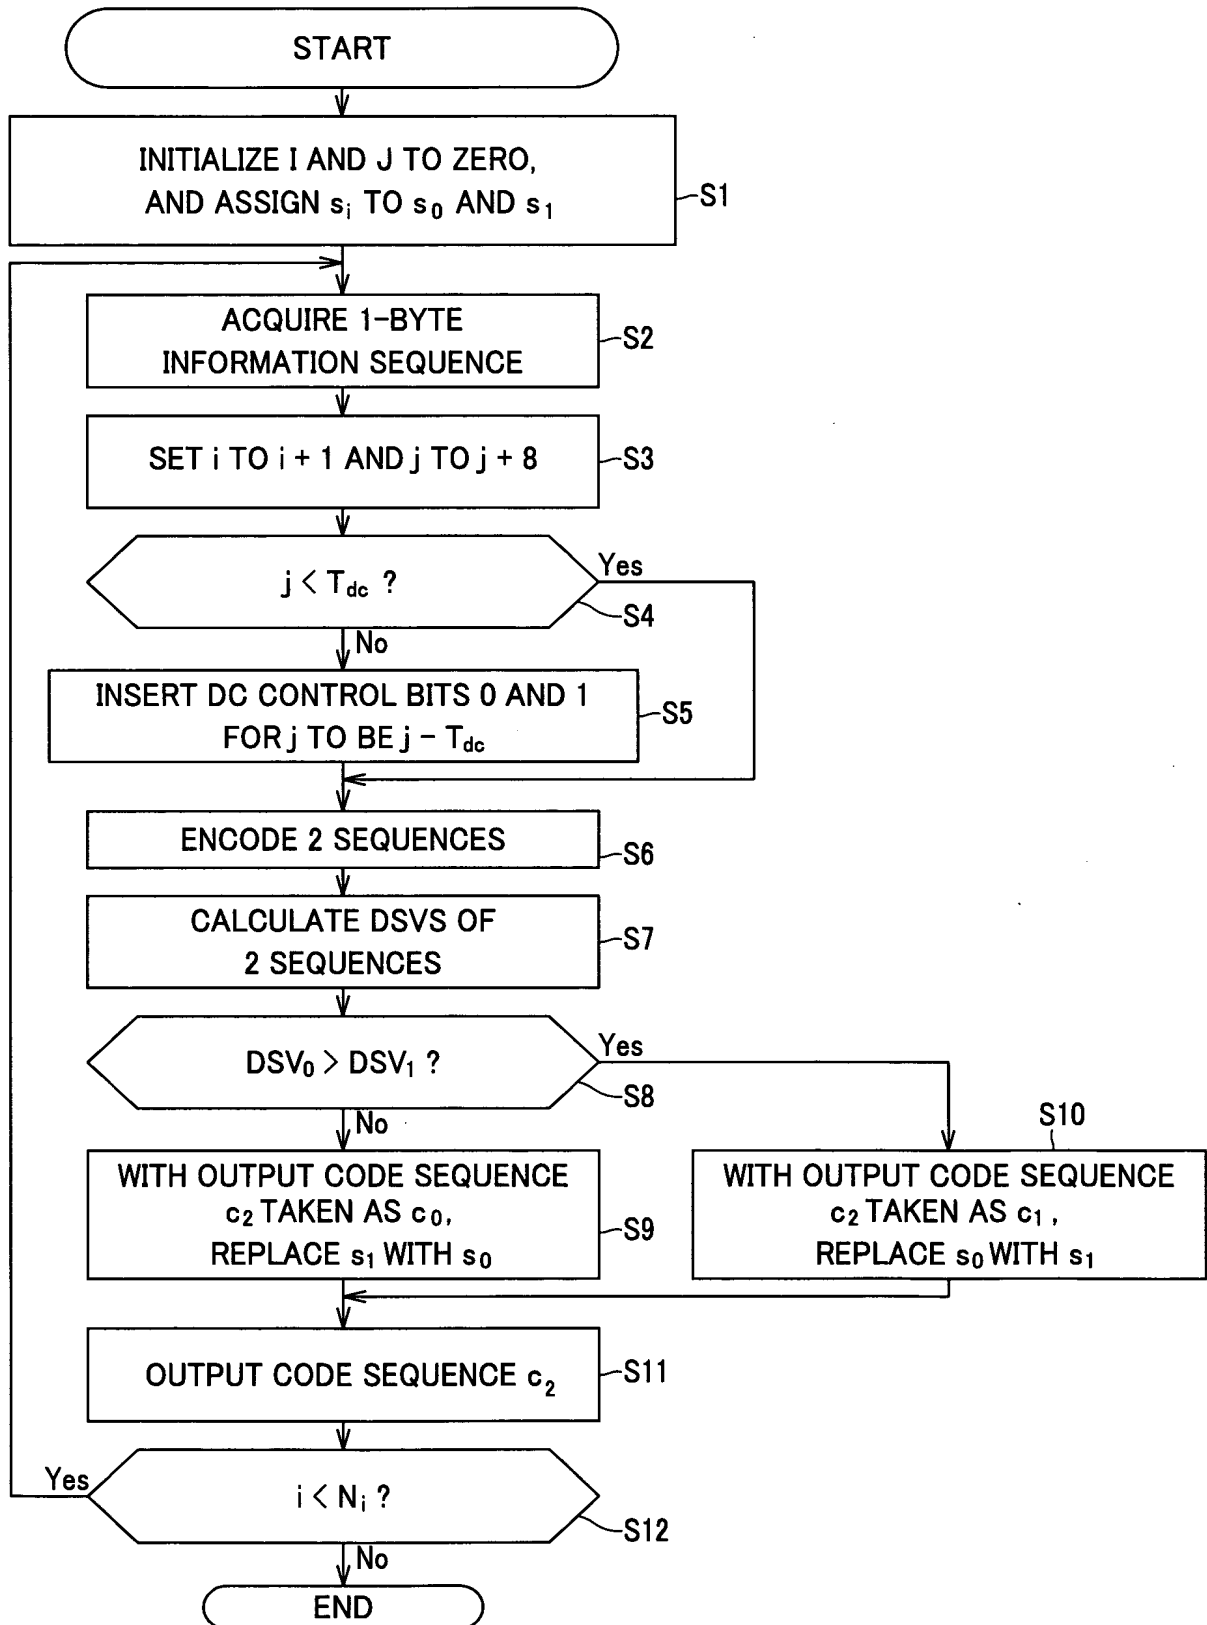 START
INITIALIZE I AND J TO ZERO,
AND ASSIGN si TO s0 AND s1
S1
ACQUIRE 1-BYTE
INFORMATION SEQUENCE
S2
SET i TO i + 1 AND j TO j + 8
S3
j < Tdc ?
Yes
S4
No
INSERT DC CONTROL BITS 0 AND 1
FOR j TO BE j - Tdc
S5
ENCODE 2 SEQUENCES
S6
CALCULATE DSVS OF
2 SEQUENCES
S7
DSV0 > DSV1 ?
Yes
S8
No
WITH OUTPUT CODE SEQUENCE
c2 TAKEN AS c0,
REPLACE s1 WITH s0
S9
S10
WITH OUTPUT CODE SEQUENCE
c2 TAKEN AS c1,
REPLACE s0 WITH s1
OUTPUT CODE SEQUENCE c2
S11
Yes
i < Ni ?
S12
No
END